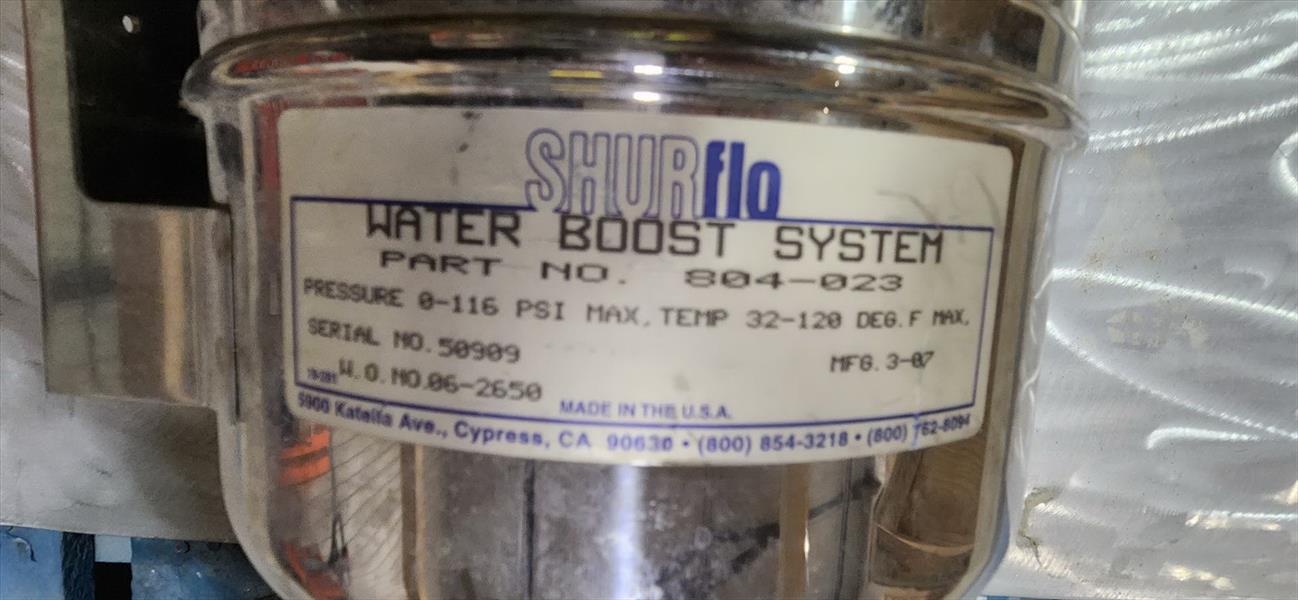 SHURflo
WATER BOOST SYSTEM
PART NO. 804-023
PRESSURE 0-116 PSI MAX, TEMP 32-120 DEG.F MAX,
SERIAL NO.50909
MFG.3-07
W.O.NO.06-2650
MADE IN THE U.S.A.
5900 Katella Ave., Cypress, CA 90630 • (800) 854-3218 • (800) 762-8094